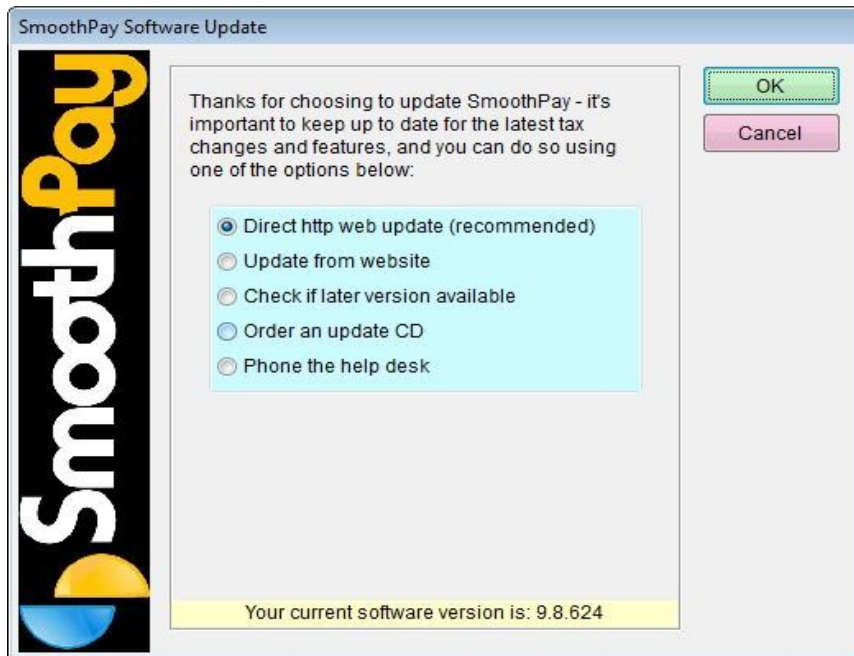 SmoothPay Software Update
SmoothPay
Thanks for choosing to update SmoothPay - it's
important to keep up to date for the latest tax
changes and features, and you can do so using
one of the options below:
Direct http web update (recommended)
Update from website
Check if later version available
Order an update CD
Phone the help desk
Your current software version is: 9.8.624
OK
Cancel